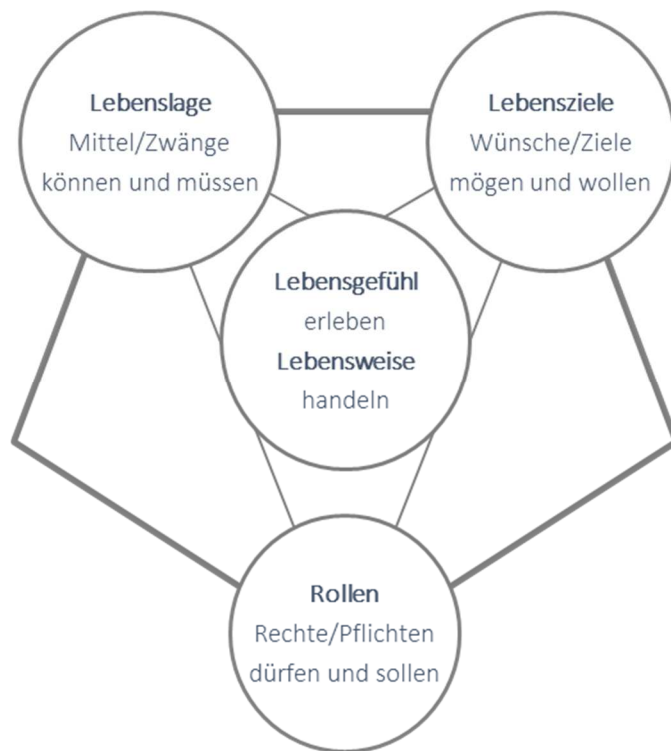 Lebenslage
Mittel/Zwänge
können und müssen
Lebensziele
Wünsche/Ziele
mögen und wollen
Lebensgefühl
erleben
Lebensweise
handeln
Rollen
Rechte/Pflichten
dürfen und sollen